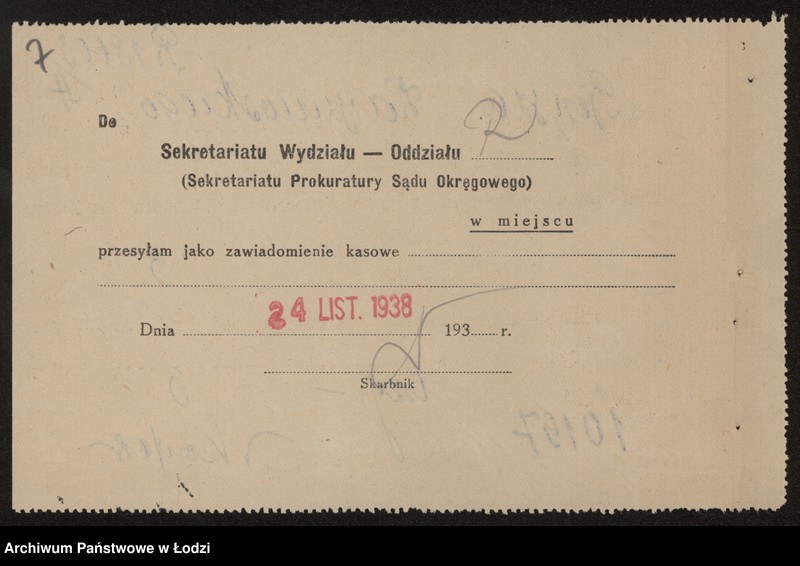 7
Do
Sekretariatu Wydziału — Oddziału R
(Sekretariatu Prokuratury Sądu Okręgowego)
w miejscu
przesyłam jako zawiadomienie kasowe
24 LIST. 1938
Dnia 193 r.
Skarbnik
Archiwum Państwowe w Łodzi